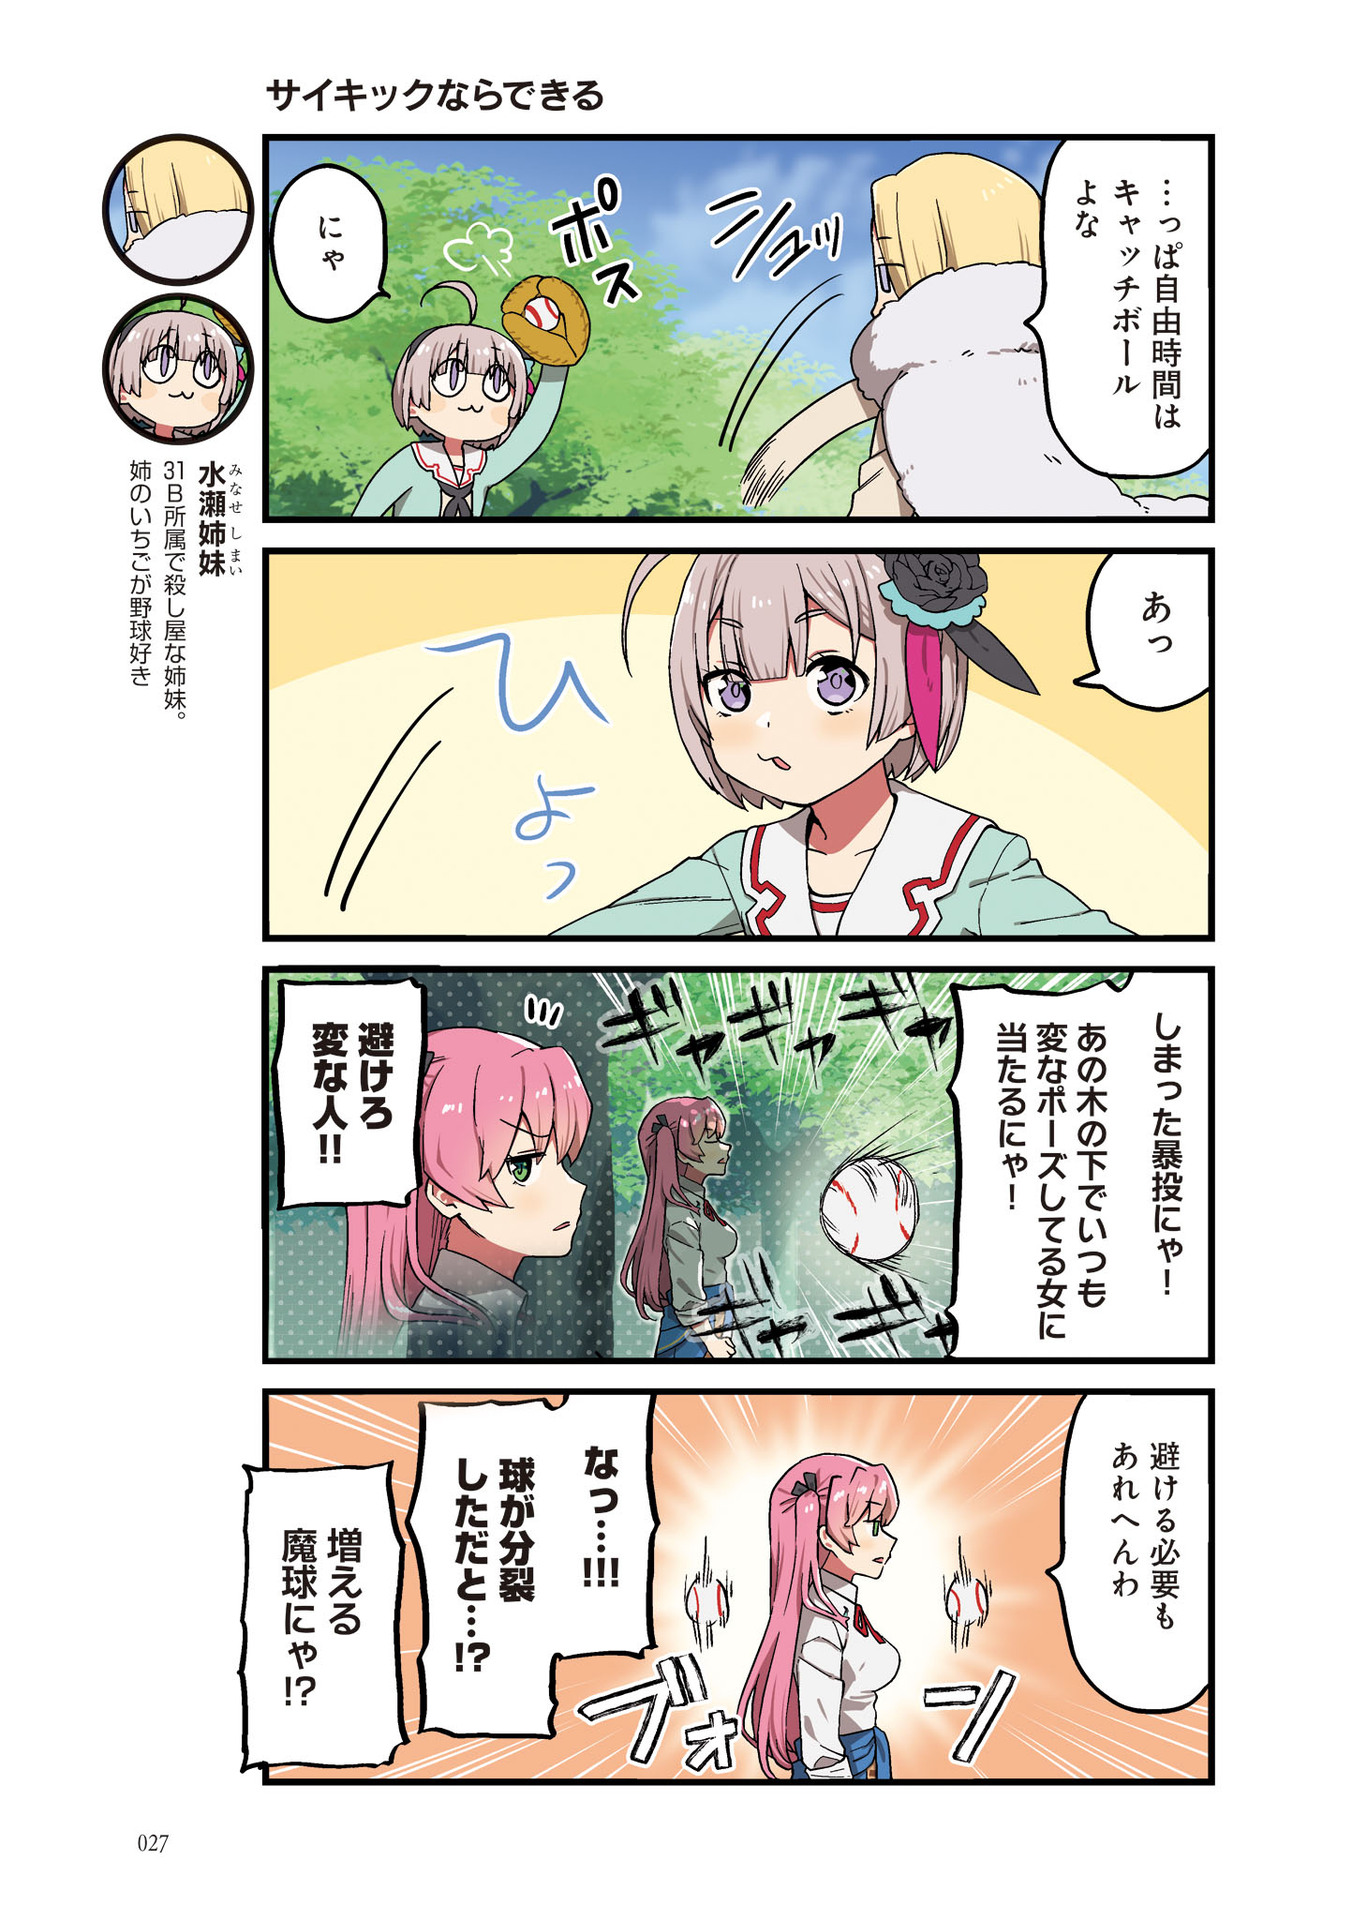 サイキックならできる
…っぱ自由時間は
キャッチボール
よな
シュッ
ポス
にゃ
水瀬姉妹
みなせ しまい
31B所属で殺し屋な姉妹。
姉のいちごが野球好き
あっ
ひょっ
しまった暴投にゃ！
あの木の下でいつも
変なポーズしてる女に
当たるにゃ！
ギャギャギャ
ギャギャ
避けろ
変な人!!
避ける必要も
あれへんわ
ブォン
なっ…!!!
球が分裂
しただと…!?
増える
魔球にゃ!?
027